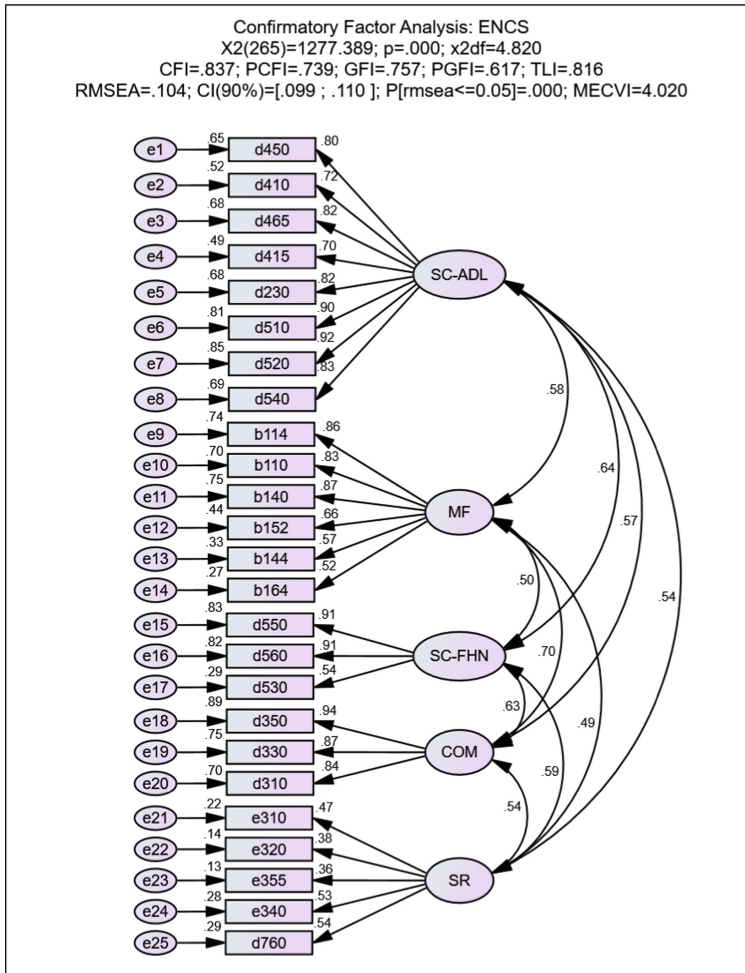 Confirmatory Factor Analysis: ENCS
X2(265)=1277.389; p=.000; x2df=4.820
CFI=.837; PCFI=.739; GFI=.757; PGFI=.617; TLI=.816
RMSEA=.104; CI(90%)=[.099 ; .110 ]; P[rmsea<=0.05]=.000; MECVI=4.020
e1 .65 d450 .80
e2 .52 d410 .72
e3 .68 d465 .82
e4 .49 d415 .70
SC-ADL
e5 .68 d230 .82
e6 .81 d510 .90
e7 .85 d520 .92
e8 .69 d540 .83
.58
e9 .74 b114 .86
e10 .70 b110 .83
.64
e11 .75 b140 .87
MF
e12 .44 b152 .66
.57
e13 .33 b144 .57
e14 .27 b164 .52
.50
.54
e15 .83 d550 .91
e16 .82 d560 .91
SC-FHN
.70
e17 .29 d530 .54
e18 .89 d350 .94
.63
.49
e19 .75 d330 .87
COM
.59
e20 .70 d310 .84
.54
e21 .22 e310 .47
e22 .14 e320 .38
e23 .13 e355 .36
SR
e24 .28 e340 .53
e25 .29 d760 .54